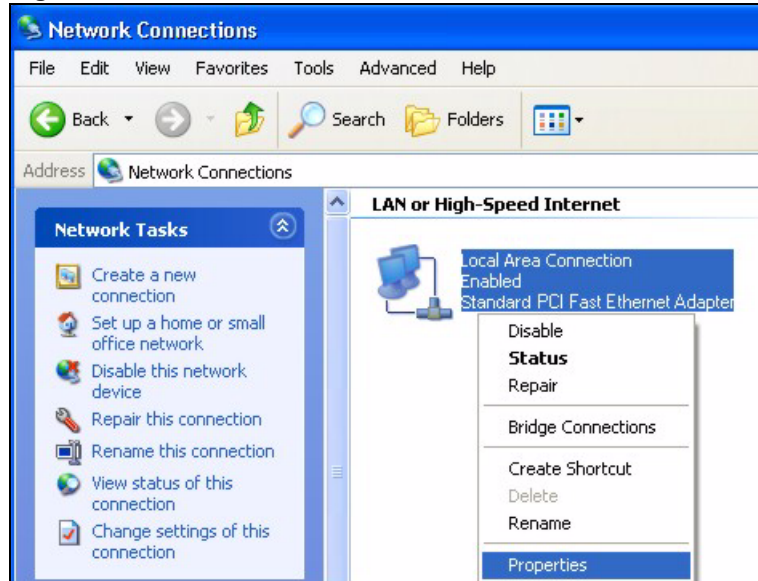 Network Connections
File Edit View Favorites Tools Advanced Help
Back Search Folders
Address Network Connections
Network Tasks
Create a new
connection
Set up a home or small
office network
Disable this network
device
Repair this connection
Rename this connection
View status of this
connection
Change settings of this
connection
LAN or High-Speed Internet
Local Area Connection
Enabled
Standard PCI Fast Ethernet Adapter
Disable
Status
Repair
Bridge Connections
Create Shortcut
Delete
Rename
Properties